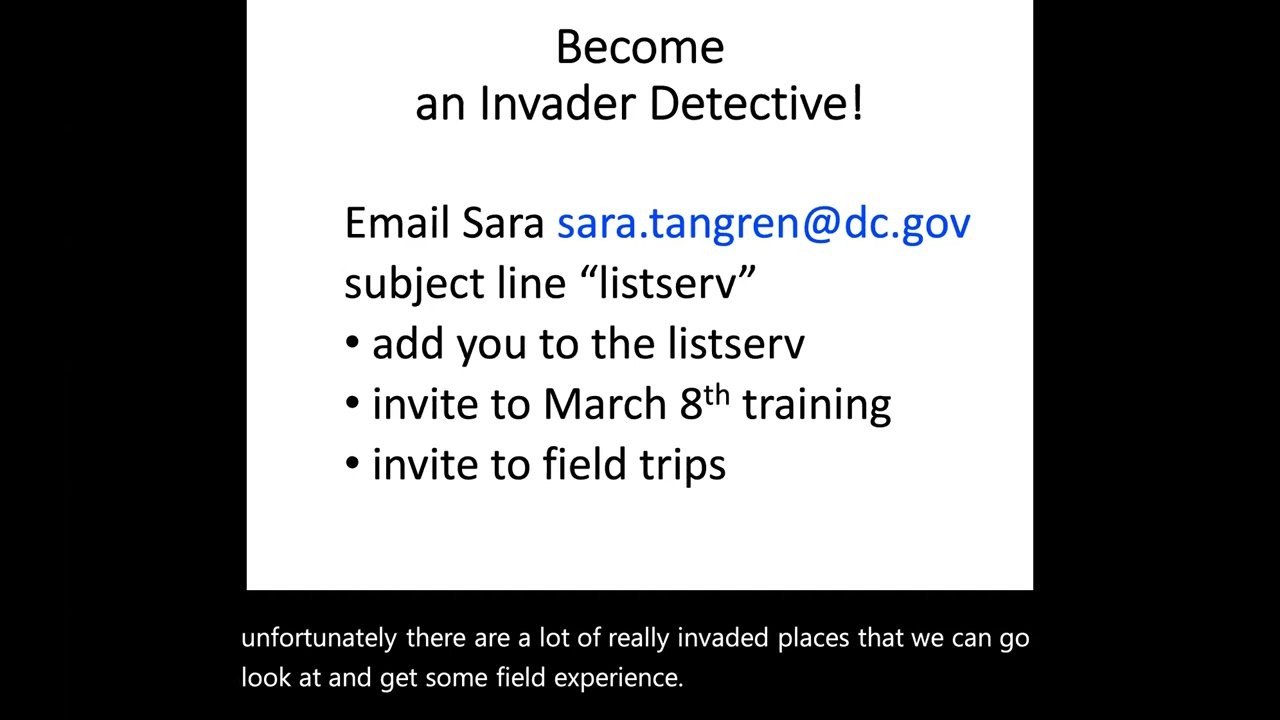 Become
an Invader Detective!
Email Sara sara.tangren@dc.gov
subject line “listserv”
• add you to the listserv
• invite to March 8th training
• invite to field trips
unfortunately there are a lot of really invaded places that we can go
look at and get some field experience.